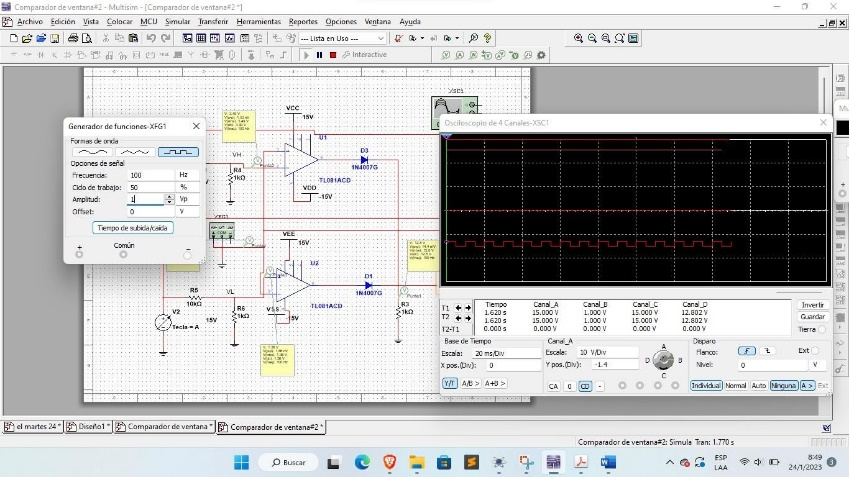 Comparador de ventana#2 - Multisim - [Comparador de ventana#2 *]
Archivo Edición Vista Colocar MCU Simular Transferir Herramientas Reportes Opciones Ventana Ayuda
--- Lista en Uso ---
Interactive
Generador de funciones-XFG1
Formas de onda
Opciones de señal
Frecuencia: 100 Hz
Ciclo de trabajo: 50 %
Amplitud: 1 Vp
Offset: 0 V
Tiempo de subida/caída
+ Común -
VCC
15V
U1
D3
1N4007G
VH
R4
1kΩ
TL081ACD
VDD
-15V
VEE
15V
U2
D1
1N4007G
TL081ACD
R5
10kΩ
VL
V2
15V
Tecla = A
R6
1kΩ
VSS
15V
R3
1kΩ
XSC1
Osciloscopio de 4 Canales-XSC1
Tiempo Canal_A Canal_B Canal_C Canal_D
T1 1.620 s 15.000 V 1.000 V 15.000 V 12.802 V
T2 1.620 s 15.000 V 1.000 V 15.000 V 12.802 V
T2-T1 0.000 s 0.000 V 0.000 V 0.000 V 0.000 V
Invertir
Guardar
Tierra
Base de Tiempo
Escala: 20 ms/Div
X pos.(Div): 0
Y/T A/B > A+B >
Canal_A
Escala: 10 V/Div
Y pos.(Div): -1.4
CA 0 CD -
A
B
C
D
Disparo
Flanco: Ext
Nivel: 0 V
Individual Normal Auto Ninguna A > Ext
el martes 24 * Diseño1 * Comparador de ventana * Comparador de ventana#2 *
Comparador de ventana#2: Simula Tran: 1.770 s
Buscar
ESP
LAA
8:49
24/1/2023